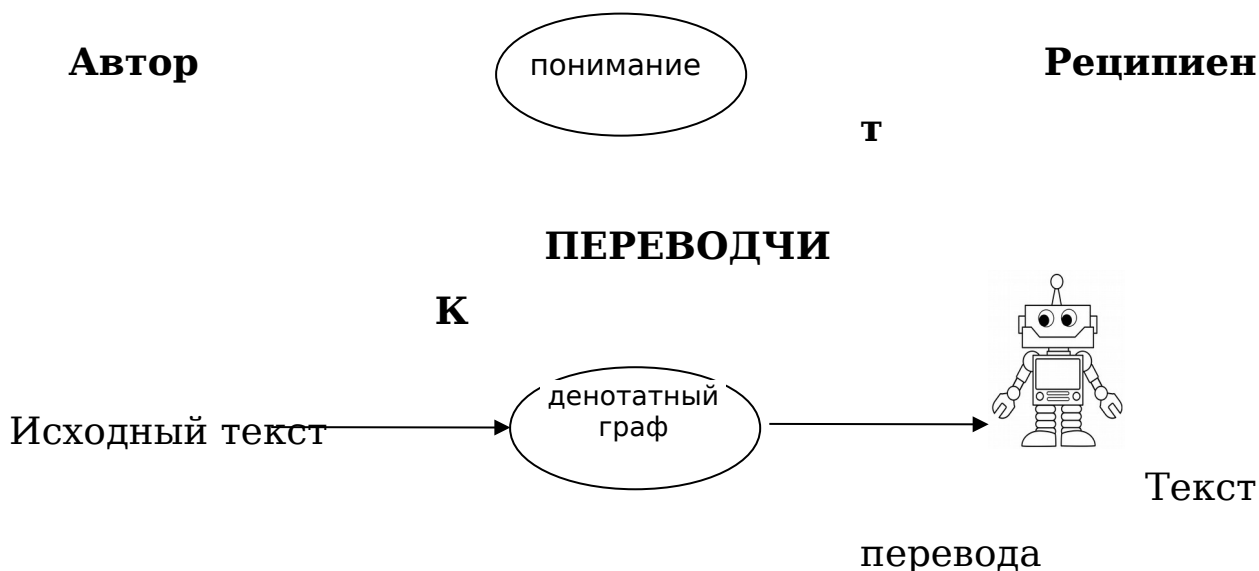 Автор понимание Реципиен
т
ПЕРЕВОДЧИ
К
денотатный
Исходный текст граф
Текст
перевода